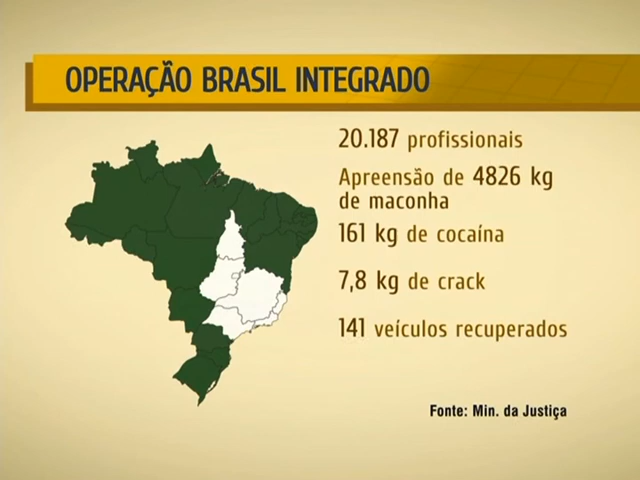 OPERAÇÃO BRASIL INTEGRADO
20.187 profissionais
Apreensão de 4826 kg
de maconha
161 kg de cocaína
7,8 kg de crack
141 veículos recuperados
Fonte: Min. da Justiça